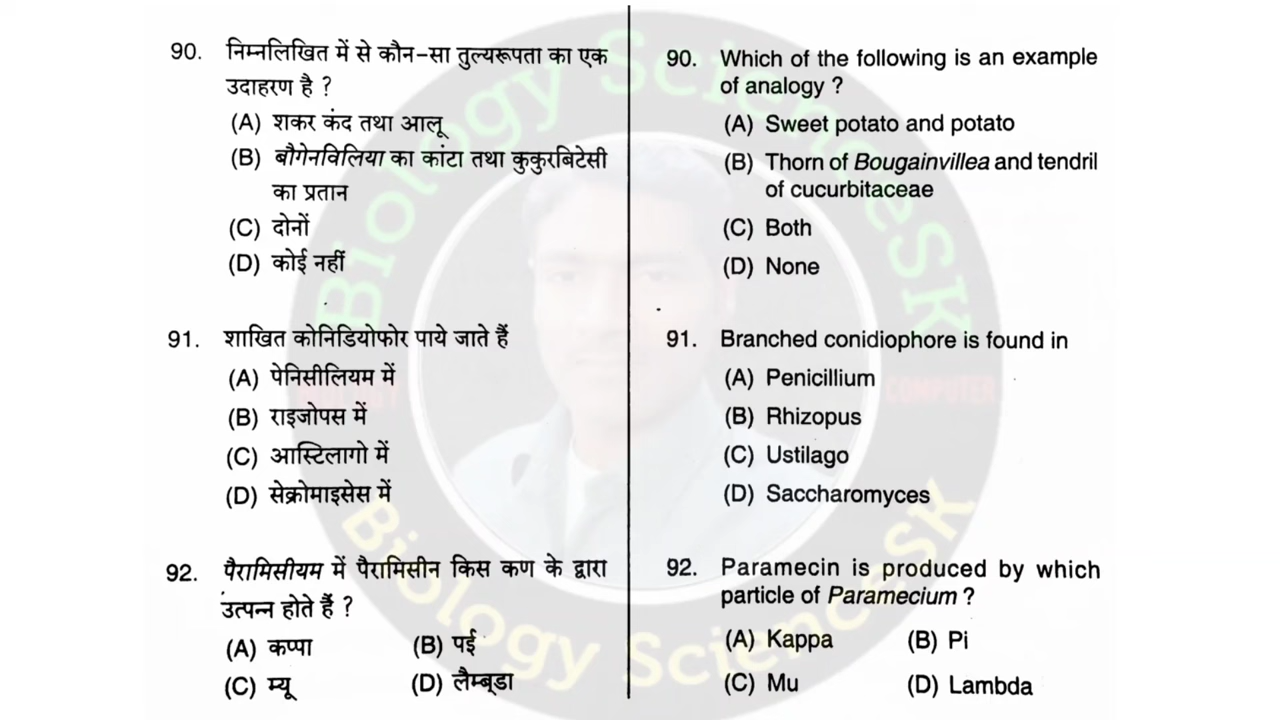 90. निम्नलिखित में से कौन-सा तुल्यरूपता का एक
उदाहरण है ?
(A) शकर कंद तथा आलू
(B) बौगेनविलिया का कांटा तथा कुकुरबिटेसी
का प्रतान
(C) दोनों
(D) कोई नहीं
91. शाखित कोनिडियोफोर पाये जाते हैं
(A) पेनिसीलियम में
(B) राइजोपस में
(C) आस्टिलागो में
(D) सेक्रोमाइसेस में
92. पैरामिसीयम में पैरामिसीन किस कण के द्वारा
उत्पन्न होते हैं ?
(A) कप्पा (B) पई
(C) म्यू (D) लैम्ब्डा
90. Which of the following is an example
of analogy ?
(A) Sweet potato and potato
(B) Thorn of Bougainvillea and tendril
of cucurbitaceae
(C) Both
(D) None
91. Branched conidiophore is found in
(A) Penicillium
(B) Rhizopus
(C) Ustilago
(D) Saccharomyces
92. Paramecin is produced by which
particle of Paramecium ?
(A) Kappa (B) Pi
(C) Mu (D) Lambda
Biology ScienceSK
BIOLOGY
COMPUTER
Biology ScienceSK